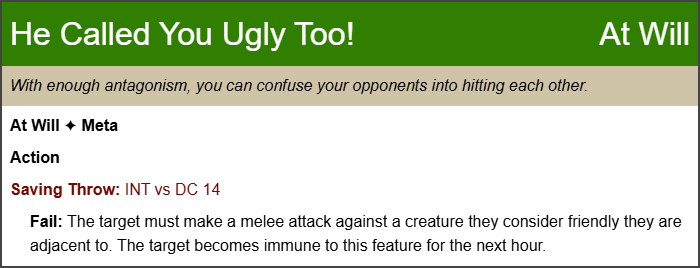 He Called You Ugly Too! At Will
With enough antagonism, you can confuse your opponents into hitting each other.
At Will ✦ Meta
Action
Saving Throw: INT vs DC 14
Fail: The target must make a melee attack against a creature they consider friendly they are
adjacent to. The target becomes immune to this feature for the next hour.